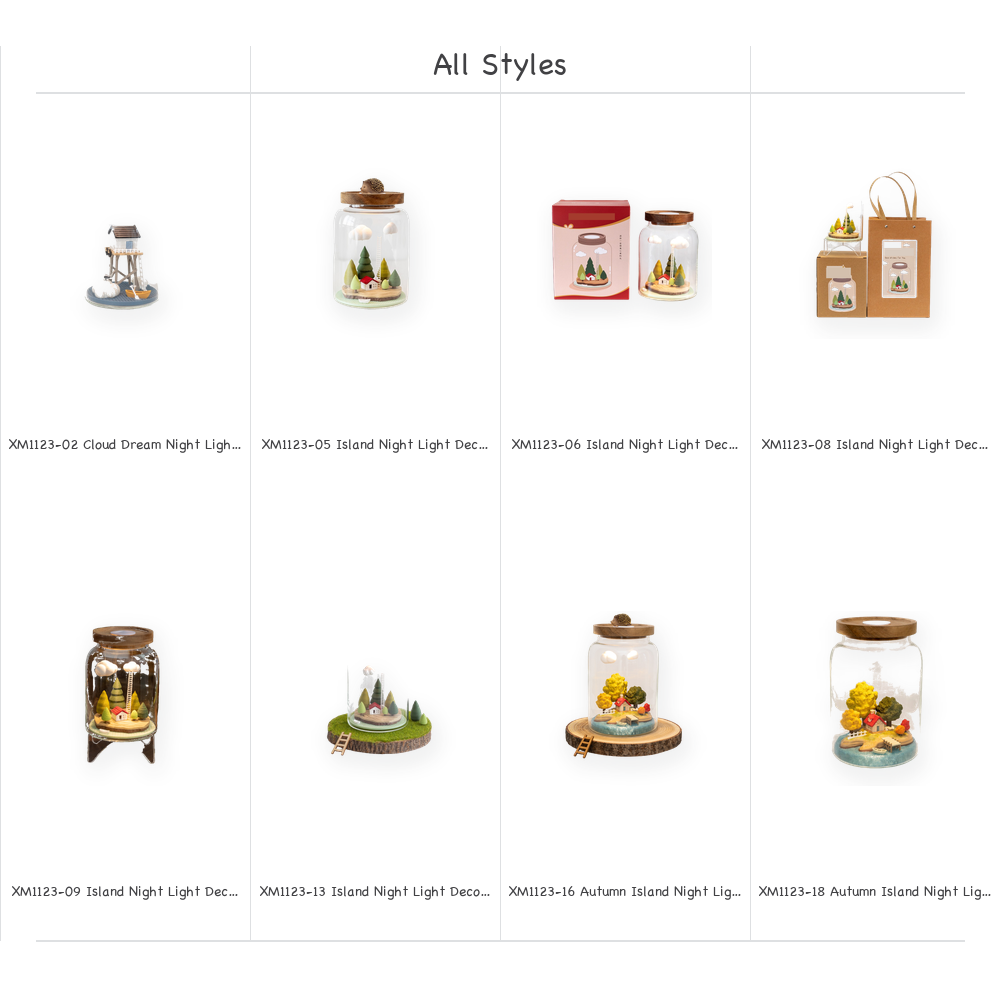 All Styles
XM1123-02 Cloud Dream Night Ligh...
XM1123-05 Island Night Light Dec...
XM1123-06 Island Night Light Dec...
XM1123-08 Island Night Light Dec...
XM1123-09 Island Night Light Dec...
XM1123-13 Island Night Light Deco...
XM1123-16 Autumn Island Night Lig...
XM1123-18 Autumn Island Night Lig...